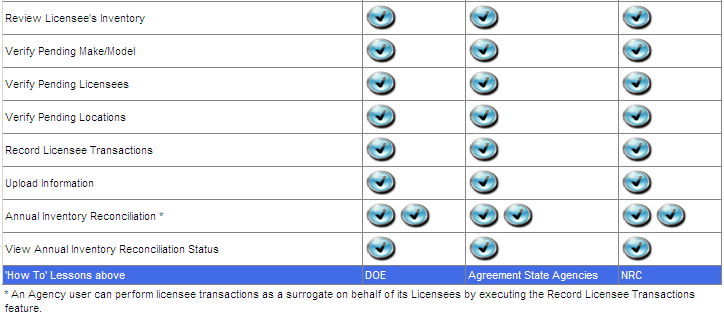 Review Licensee's Inventory
Verify Pending Make/Model
Verify Pending Licensees
Verify Pending Locations
Record Licensee Transactions
Upload Information
Annual Inventory Reconciliation *
View Annual Inventory Reconciliation Status
'How To' Lessons above DOE Agreement State Agencies NRC
* An Agency user can perform licensee transactions as a surrogate on behalf of its Licensees by executing the Record Licensee Transactions
feature.